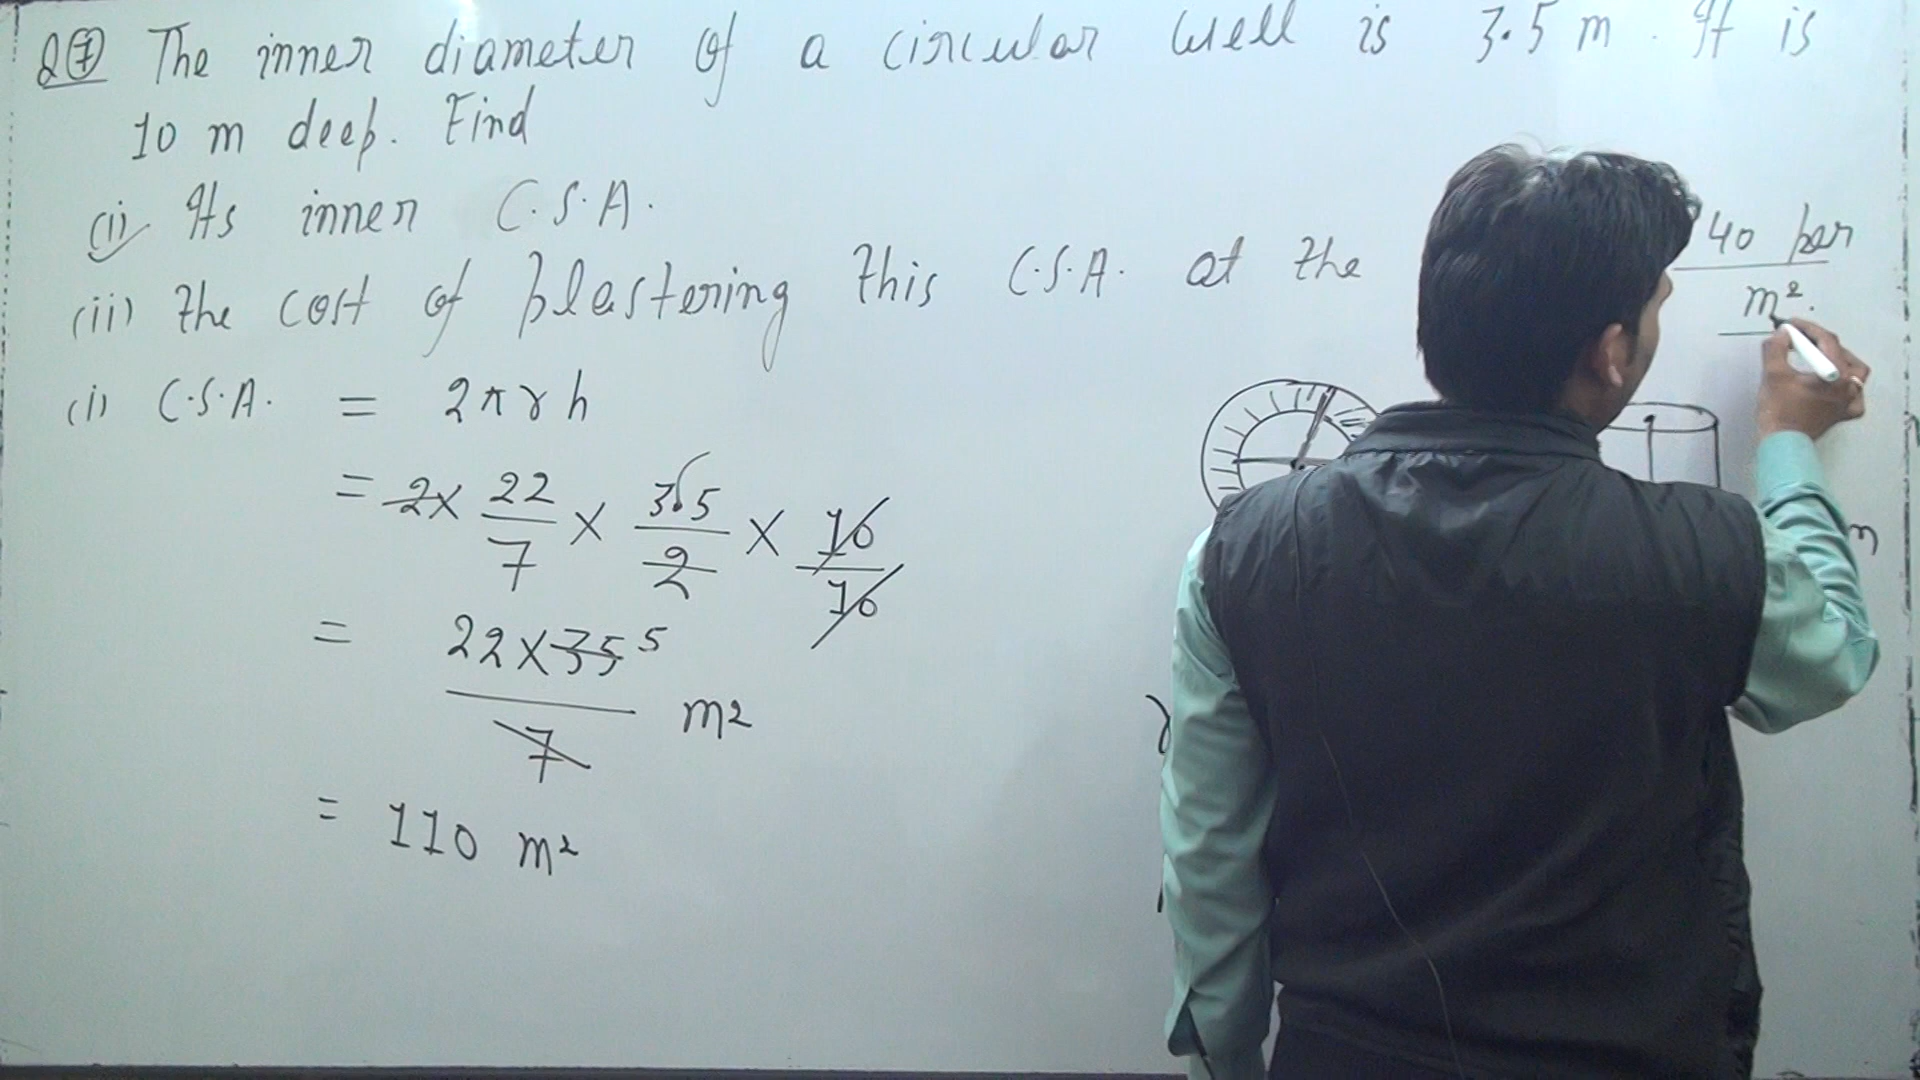 Q⑦ The inner diameter of a circular well is 3.5 m. It is
10 m deep. Find
(i) Its inner C.S.A.
(ii) the cost of plastering this C.S.A. at the 40 per
m².
(i) C.S.A. = 2πrh
= 2 × 22/7 × 3.5/2 × 10/10
= 22 × 35 5 / 7 m²
= 110 m²